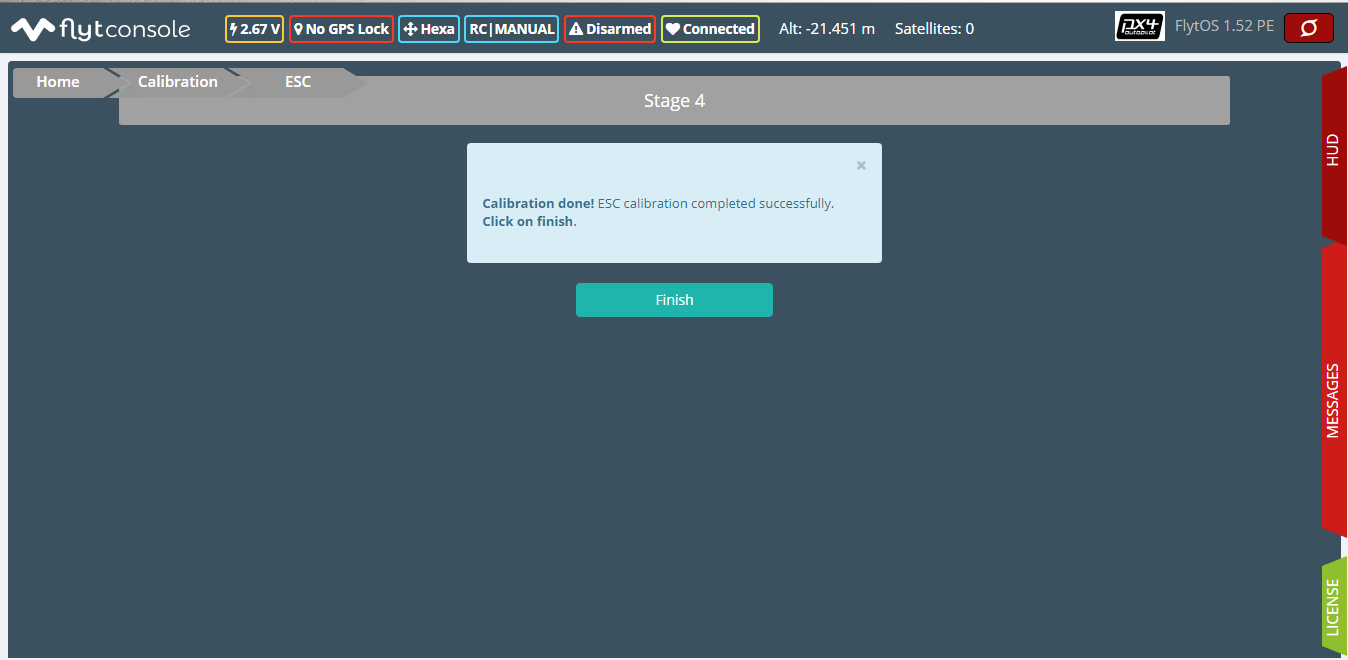 flytconsole
2.67 V
No GPS Lock
Hexa
RC|MANUAL
Disarmed
Connected
Alt: -21.451 m
Satellites: 0
px4
autopilot
FlytOS 1.52 PE
Home
Calibration
ESC
Stage 4
HUD
×
Calibration done! ESC calibration completed successfully.
Click on finish.
Finish
MESSAGES
LICENSE